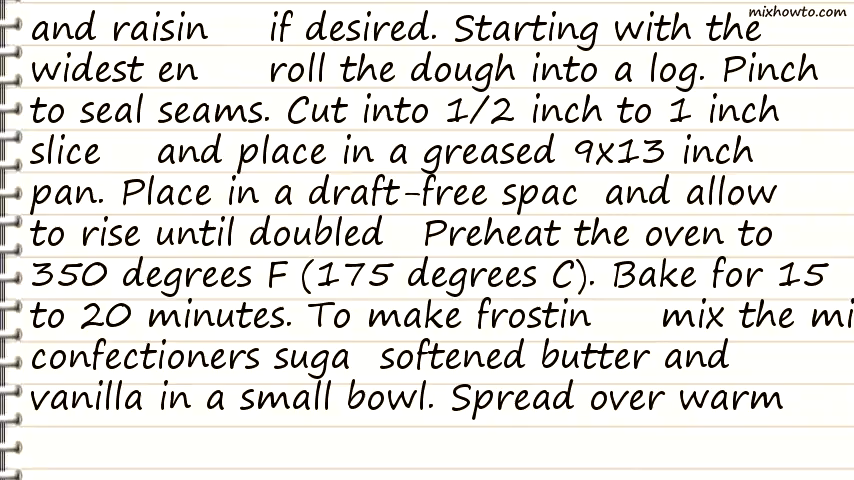 mixhowto.com
and raisin if desired. Starting with the
widest en roll the dough into a log. Pinch
to seal seams. Cut into 1/2 inch to 1 inch
slice and place in a greased 9x13 inch
pan. Place in a draft-free spac and allow
to rise until doubled Preheat the oven to
350 degrees F (175 degrees C). Bake for 15
to 20 minutes. To make frostin mix the mi
confectioners suga softened butter and
vanilla in a small bowl. Spread over warm